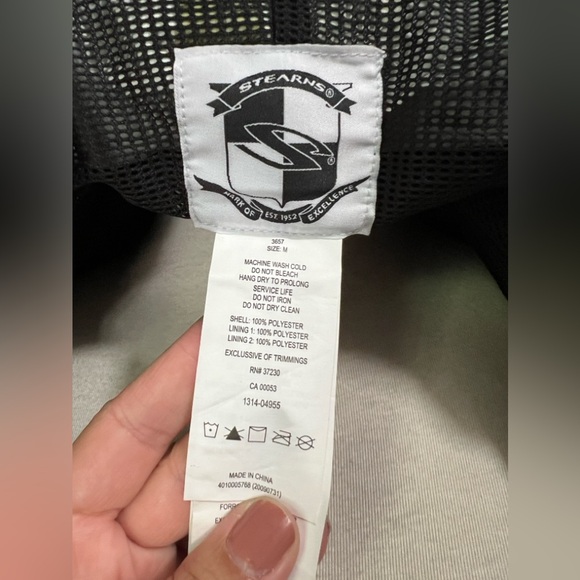 STEARNS®
S®
MARK OF EST. 1952 EXCELLENCE
3657
SIZE: M
MACHINE WASH COLD
DO NOT BLEACH
HANG DRY TO PROLONG
SERVICE LIFE
DO NOT IRON
DO NOT DRY CLEAN
SHELL: 100% POLYESTER
LINING 1: 100% POLYESTER
LINING 2: 100% POLYESTER
EXCLUSIVE OF TRIMMINGS
RN# 37230
CA 00053
1314-04955
MADE IN CHINA
4010005768 (20090731)